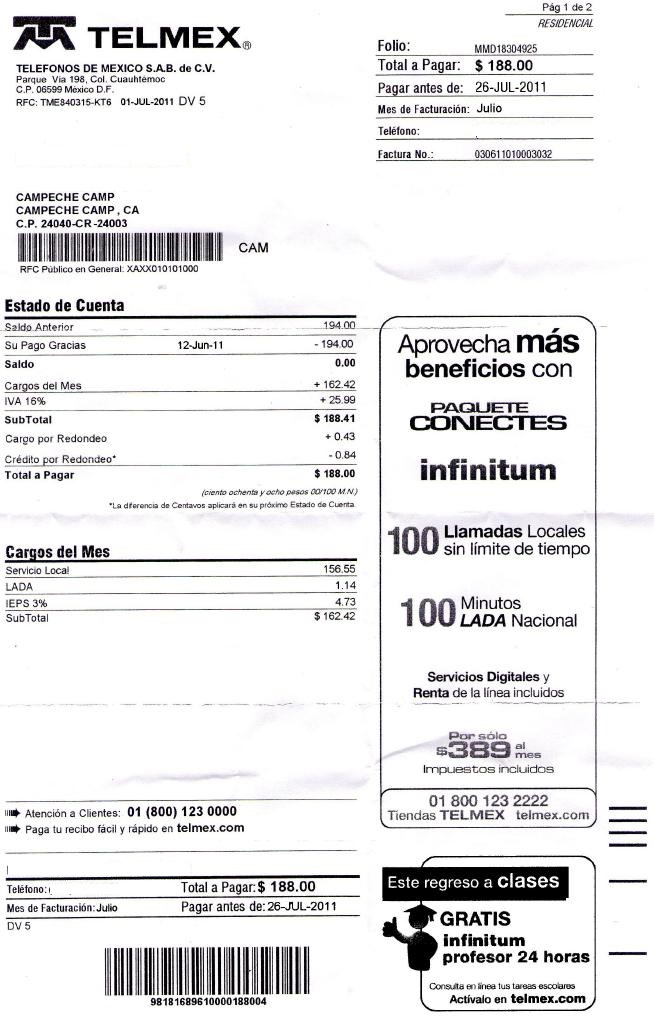 Pág 1 de 2
RESIDENCIAL
TELMEX®
TELEFONOS DE MEXICO S.A.B. de C.V.
Parque Via 198, Col. Cuauhtémoc
C.P. 06599 México D.F.
RFC: TME840315-KT6 01-JUL-2011 DV 5
Folio: MMD18304925
Total a Pagar: $ 188.00
Pagar antes de: 26-JUL-2011
Mes de Facturación: Julio
Teléfono:
Factura No.: 030611010003032
CAMPECHE CAMP
CAMPECHE CAMP , CA
C.P. 24040-CR -24003
CAM
RFC Público en General: XAXX010101000
Estado de Cuenta
Saldo Anterior 194.00
Su Pago Gracias 12-Jun-11 - 194.00
Saldo 0.00
Cargos del Mes + 162.42
IVA 16% + 25.99
SubTotal $ 188.41
Cargo por Redondeo + 0.43
Crédito por Redondeo* - 0.84
Total a Pagar $ 188.00
(ciento ochenta y ocho pesos 00/100 M.N.)
*La diferencia de Centavos aplicará en su próximo Estado de Cuenta.
Cargos del Mes
Servicio Local 156.55
LADA 1.14
IEPS 3% 4.73
SubTotal $ 162.42
Aprovecha más
beneficios con
PAQUETE
CONECTES
infinitum
100 Llamadas Locales
sin límite de tiempo
100 Minutos
LADA Nacional
Servicios Digitales y
Renta de la línea incluidos
Por sólo
$389 al mes
Impuestos incluidos
01 800 123 2222
Tiendas TELMEX telmex.com
Atención a Clientes: 01 (800) 123 0000
Paga tu recibo fácil y rápido en telmex.com
Teléfono: Total a Pagar: $ 188.00
Mes de Facturación: Julio Pagar antes de: 26-JUL-2011
DV 5
98181689610000188004
Este regreso a clases
GRATIS
infinitum
profesor 24 horas
Consulta en línea tus tareas escolares
Actívalo en telmex.com